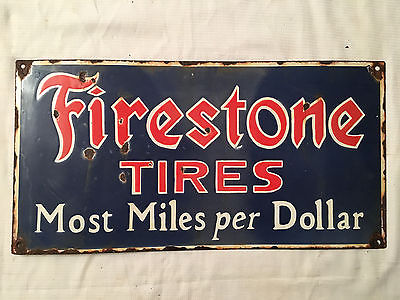 Firestone
TIRES
Most Miles per Dollar